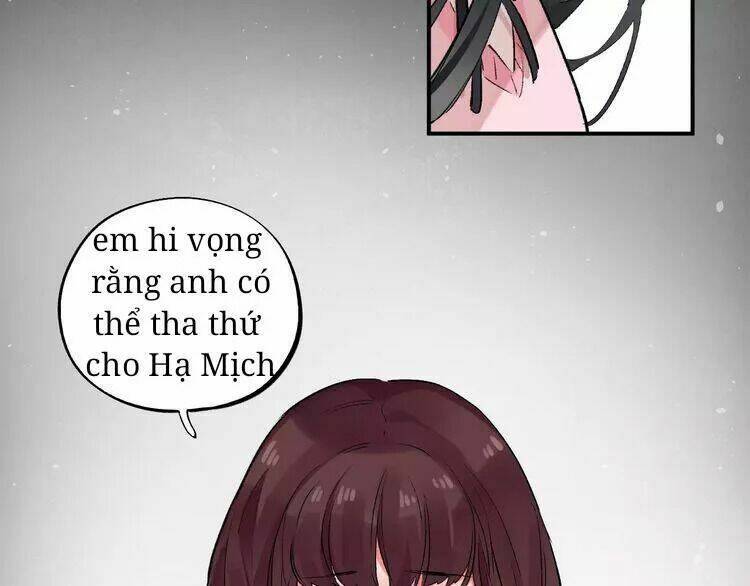 em hi vọng
rằng anh có
thể tha thứ
cho Hạ Mịch